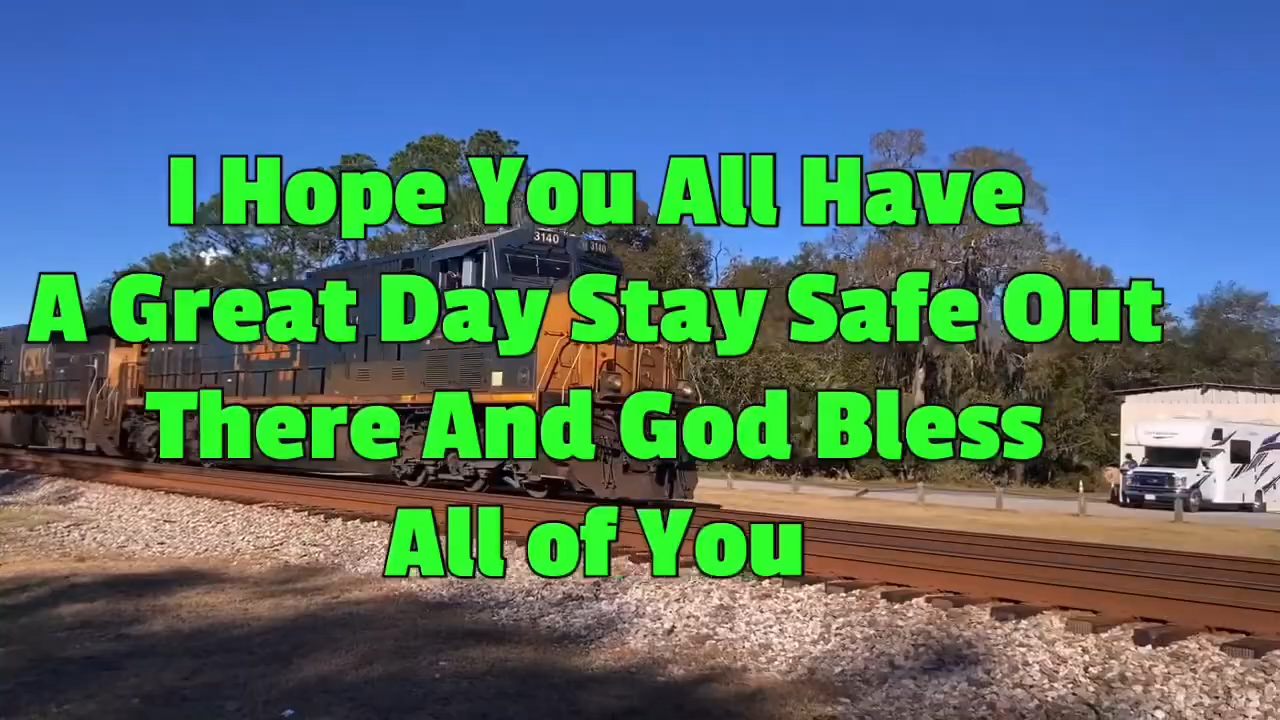 I Hope You All Have
A Great Day Stay Safe Out
There And God Bless
All of You
3140
3140